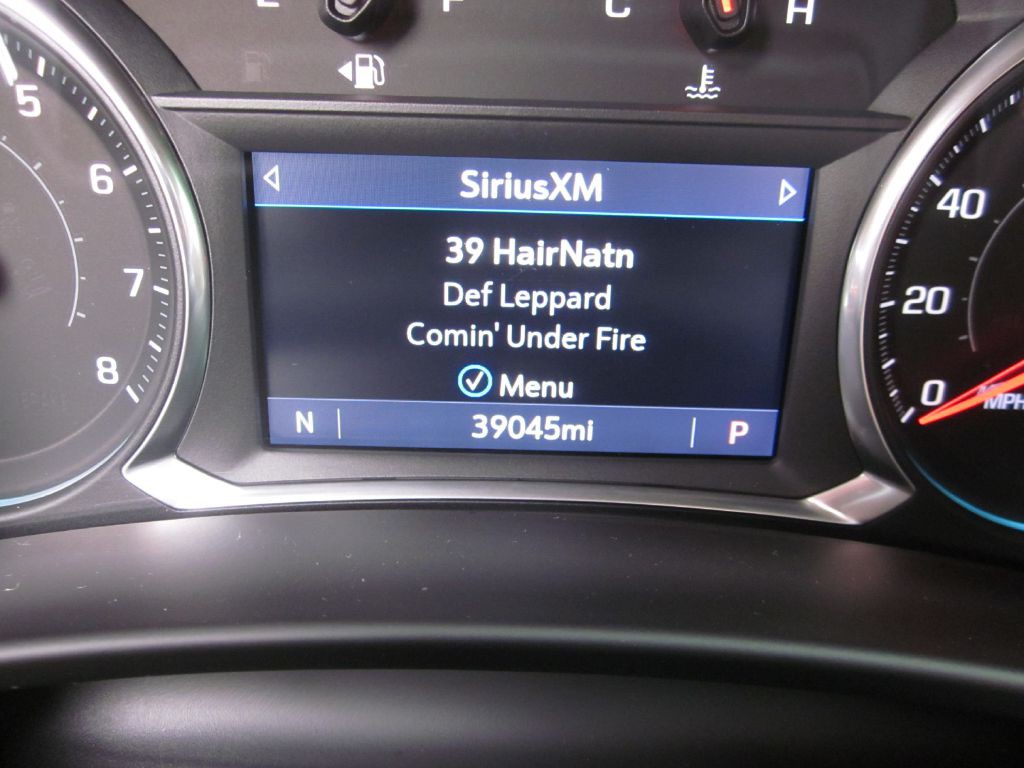 E F C H
5
6
7
8
SiriusXM
39 HairNatn
Def Leppard
Comin' Under Fire
Menu
N 39045mi P
40
20
0
MPH